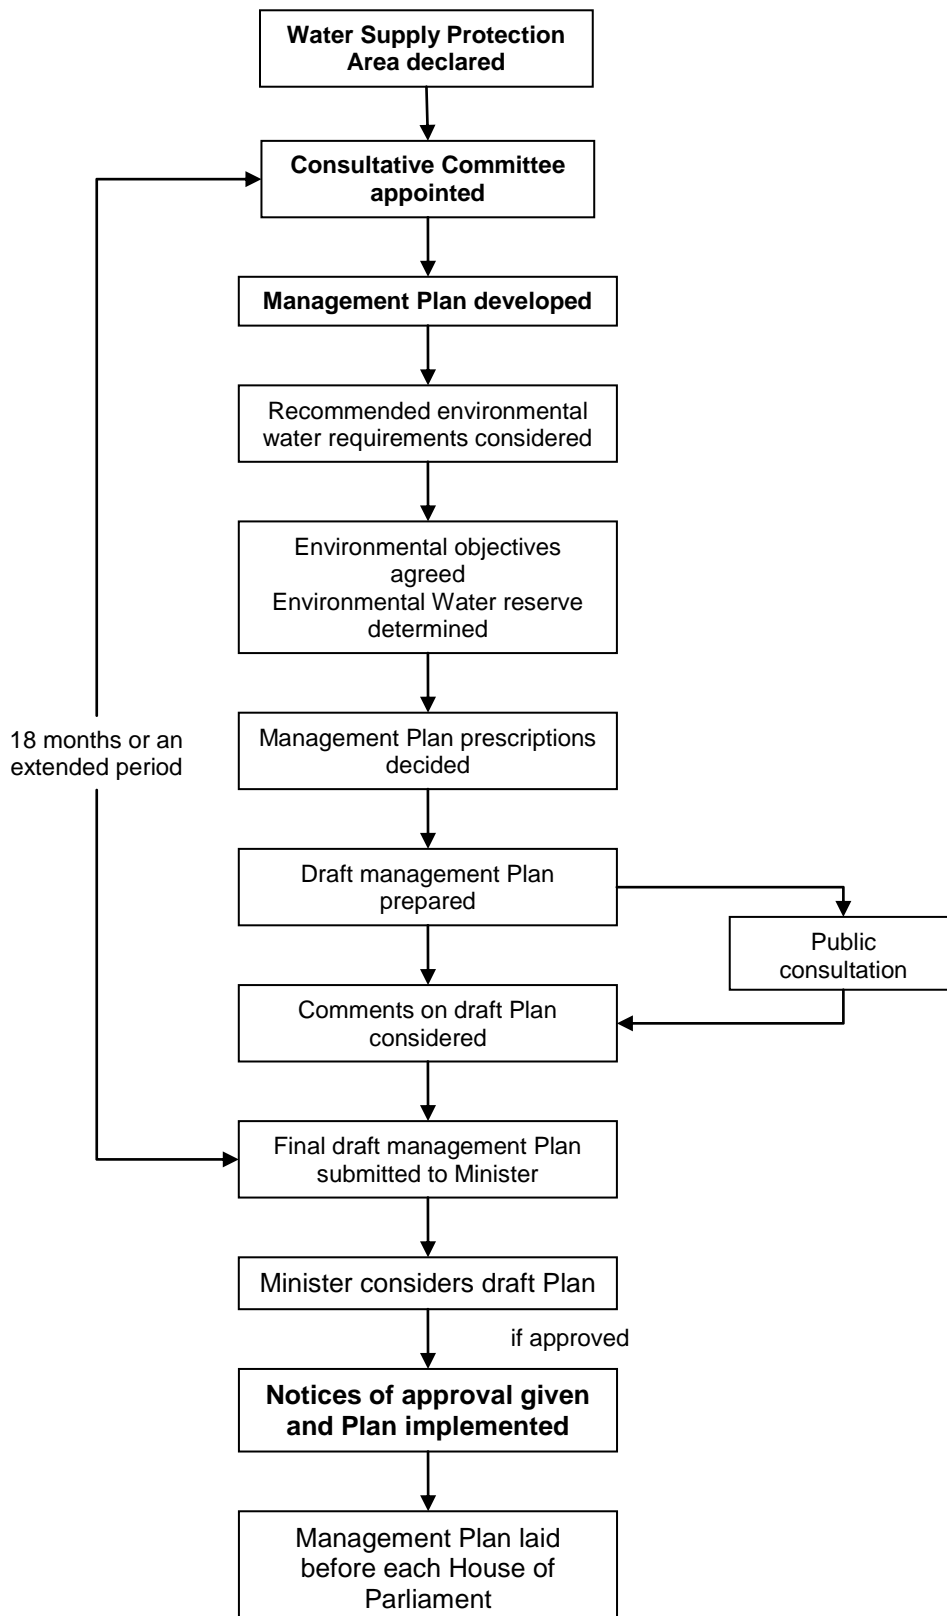 Water Supply Protection
Area declared
Consultative Committee
appointed
Management Plan developed
Recommended environmental
water requirements considered
Environmental objectives
agreed
Environmental Water reserve
determined
18 months or an
extended period
Management Plan prescriptions
decided
Draft management Plan
prepared
Public
consultation
Comments on draft Plan
considered
Final draft management Plan
submitted to Minister
Minister considers draft Plan
if approved
Notices of approval given
and Plan implemented
Management Plan laid
before each House of
Parliament